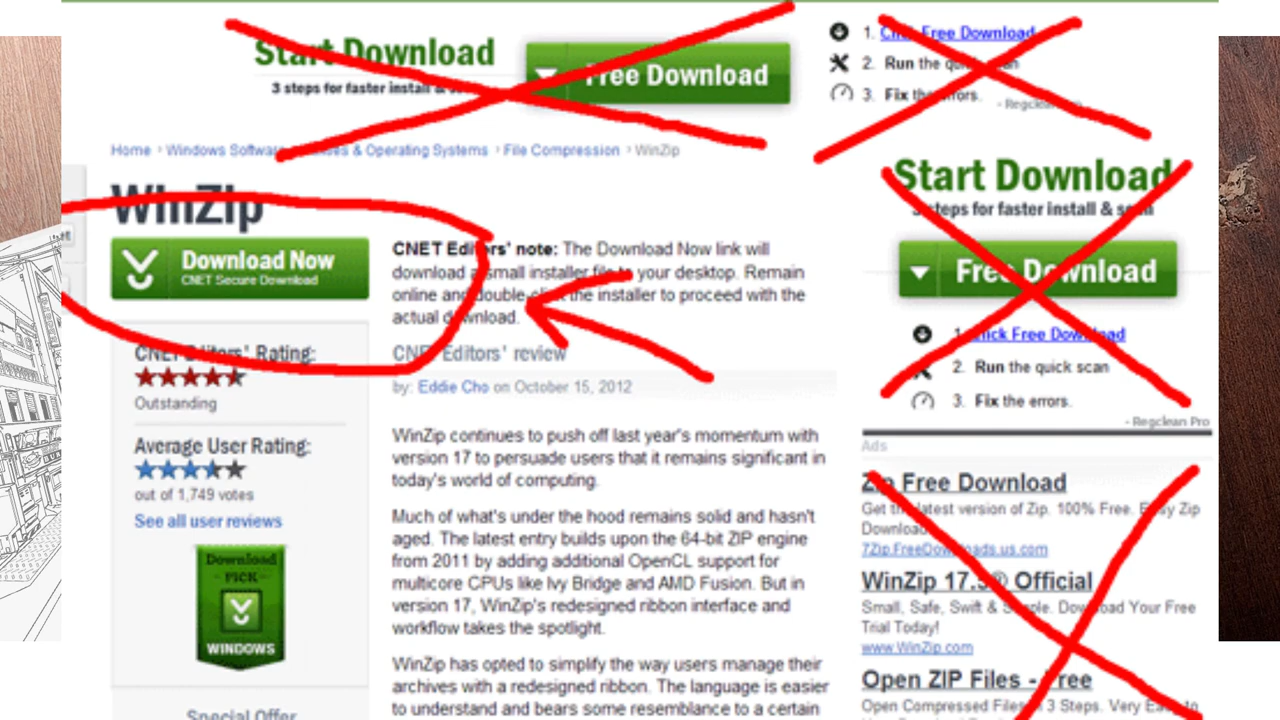 Start Download
3 steps for faster install &
Free Download
1. Click Free Download
2. Run the quick scan
3. Fix the errors.
- Regclean Pro
Home › Windows Software › & Operating Systems › File Compression › WinZip
WinZip
Download Now
CNET Secure Download
CNET Editors' note: The Download Now link will
download a small installer file to your desktop. Remain
online and double-click the installer to proceed with the
actual download.
CNET Editors' Rating:
Outstanding
Average User Rating:
out of 1,749 votes
See all user reviews
Download
PICK
WINDOWS
Special Offer
CNET Editors' review
by: Eddie Cho on October 15, 2012
WinZip continues to push off last year's momentum with
version 17 to persuade users that it remains significant in
today's world of computing.
Much of what's under the hood remains solid and hasn't
aged. The latest entry builds upon the 64-bit ZIP engine
from 2011 by adding additional OpenCL support for
multicore CPUs like Ivy Bridge and AMD Fusion. But in
version 17, WinZip's redesigned ribbon interface and
workflow takes the spotlight.
WinZip has opted to simplify the way users manage their
archives with a redesigned ribbon. The language is easier
to understand and bears some resemblance to a certain
Start Download
3 steps for faster install &
Free Download
1. Click Free Download
2. Run the quick scan
3. Fix the errors.
- Regclean Pro
Ads
Zip Free Download
Get the latest version of Zip. 100% Free. Easy Zip
Download
7Zip.FreeDownloads.us.com
WinZip 17.5® Official
Small, Safe, Swift & Simple. Download Your Free
Trial Today!
www.WinZip.com
Open ZIP Files - Free
Open Compressed Files in 3 Steps. Very Easy to